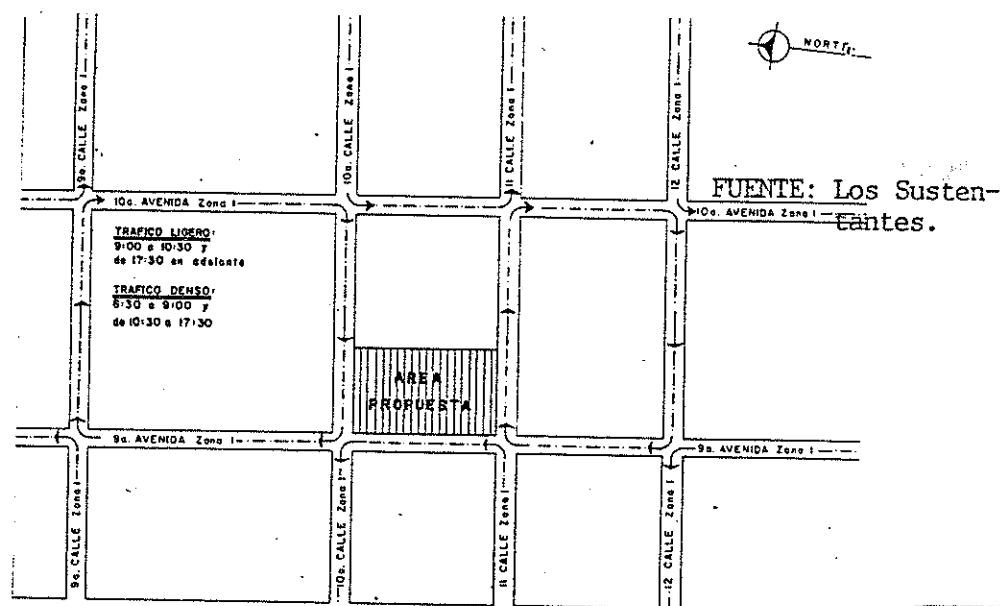 NORTE
9a. CALLE Zona 1
10a. CALLE Zona 1
11 CALLE Zona 1
12 CALLE Zona 1
FUENTE: Los Susten-
tantes.
10a. AVENIDA Zona 1
10a. AVENIDA Zona 1
TRAFICO LIGERO:
9:00 a 10:30 y
de 17:30 en adelante
TRAFICO DENSO:
6:30 a 9:00 y
de 10:30 a 17:30
AREA
PROPUESTA
9a. AVENIDA Zona 1
9a. AVENIDA Zona 1
9a. CALLE Zona 1
10a. CALLE Zona 1
11 CALLE Zona 1
12 CALLE Zona 1